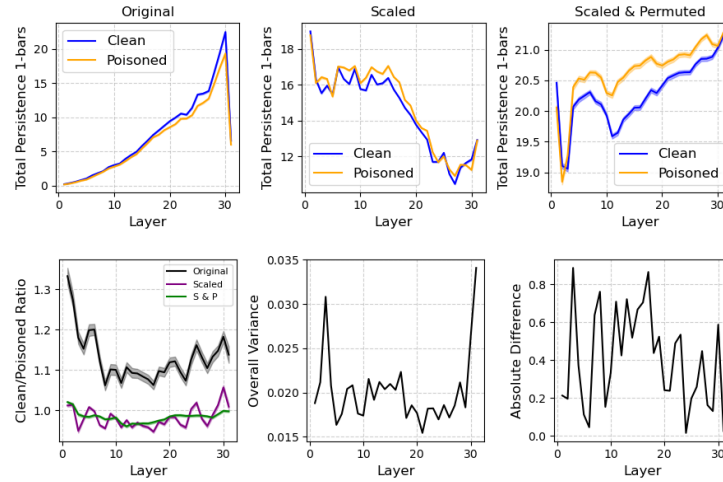 Original
Total Persistence 1-bars
20
15
10
5
0
Clean
Poisoned
0
10
20
30
Layer
Scaled
Total Persistence 1-bars
18
16
14
12
Clean
Poisoned
0
10
20
30
Layer
Scaled & Permuted
Total Persistence 1-bars
21.0
20.5
20.0
19.5
19.0
Clean
Poisoned
0
10
20
30
Layer
Clean/Poisoned Ratio
1.3
1.2
1.1
1.0
Original
Scaled
S & P
0
10
20
30
Layer
Overall Variance
0.035
0.030
0.025
0.020
0.015
0
10
20
30
Layer
Absolute Difference
0.8
0.6
0.4
0.2
0.0
0
10
20
30
Layer